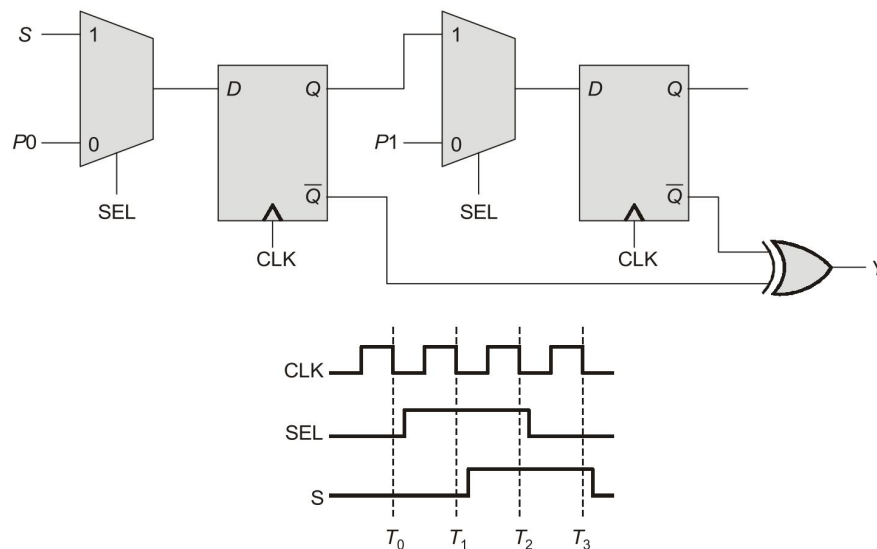 S 1 1
D Q D Q
P0 0 P1 0
Q̅ Q̅
SEL SEL
CLK CLK
Y
CLK
SEL
S
T0 T1 T2 T3